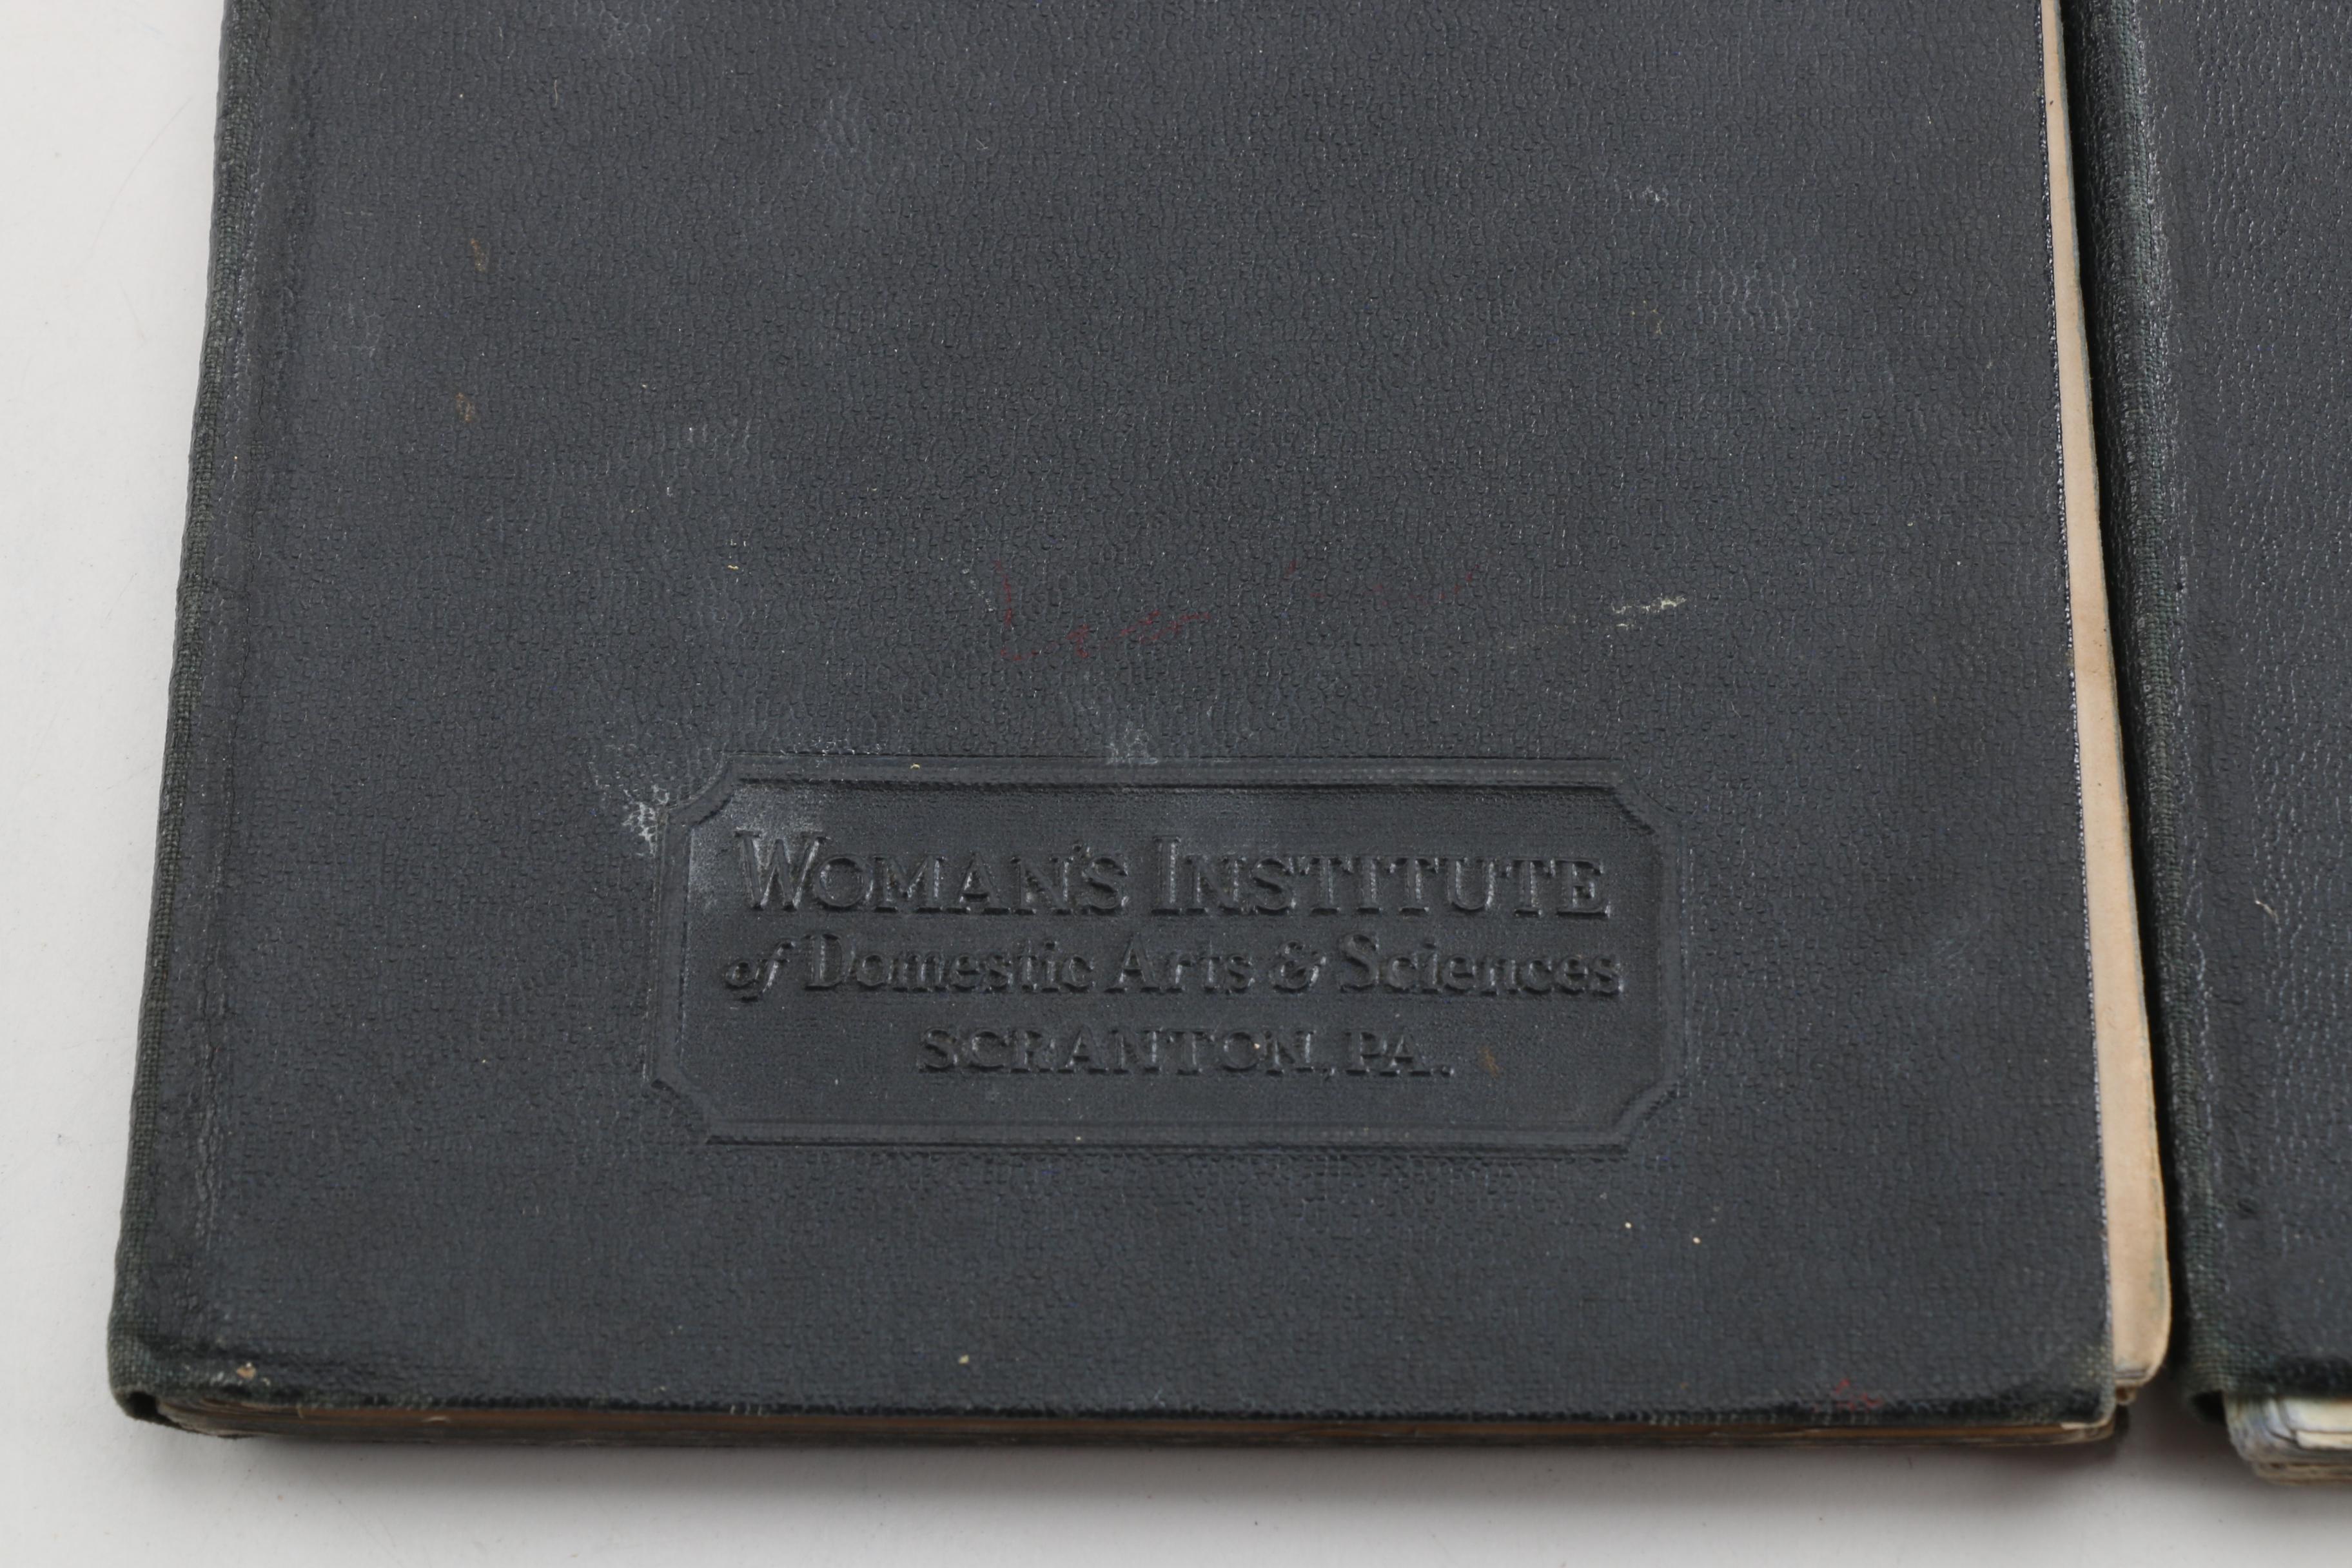 WOMAN'S INSTITUTE
of Domestic Arts & Sciences
SCRANTON, PA.